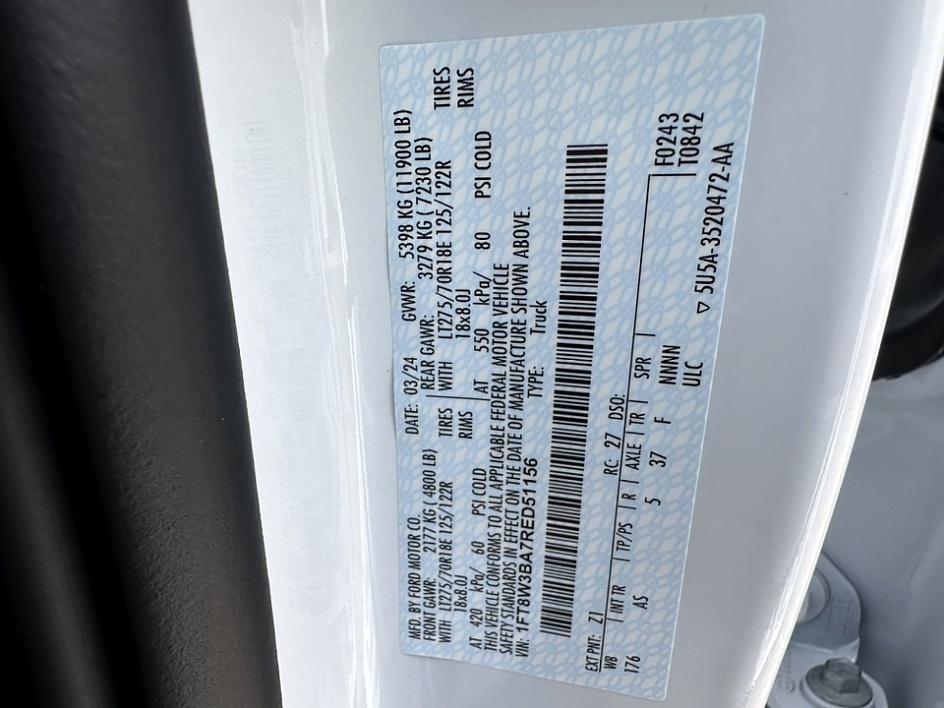 MFD. BY FORD MOTOR CO.
DATE: 03/24 GVWR: 5398 KG (11900 LB)
FRONT GAWR: 2177 KG ( 4800 LB)
REAR GAWR: 3279 KG ( 7230 LB)
WITH LT275/70R18E 125/122R TIRES
WITH LT275/70R18E 125/122R TIRES
18x8.0J RIMS
18x8.0J RIMS
AT 420 kPa/ 60 PSI COLD
AT 550 kPa/ 80 PSI COLD
THIS VEHICLE CONFORMS TO ALL APPLICABLE FEDERAL MOTOR VEHICLE
SAFETY STANDARDS IN EFFECT ON THE DATE OF MANUFACTURE SHOWN ABOVE.
VIN: 1FT8W3BA7RED51156 TYPE: Truck
EXT PNT: Z1 RC: 27 DSO: F0243
WB INT TR TP/PS R AXLE TR SPR T0842
176 AS 5 37 F NNNN
ULC
▽ 5U5A-3520472-AA